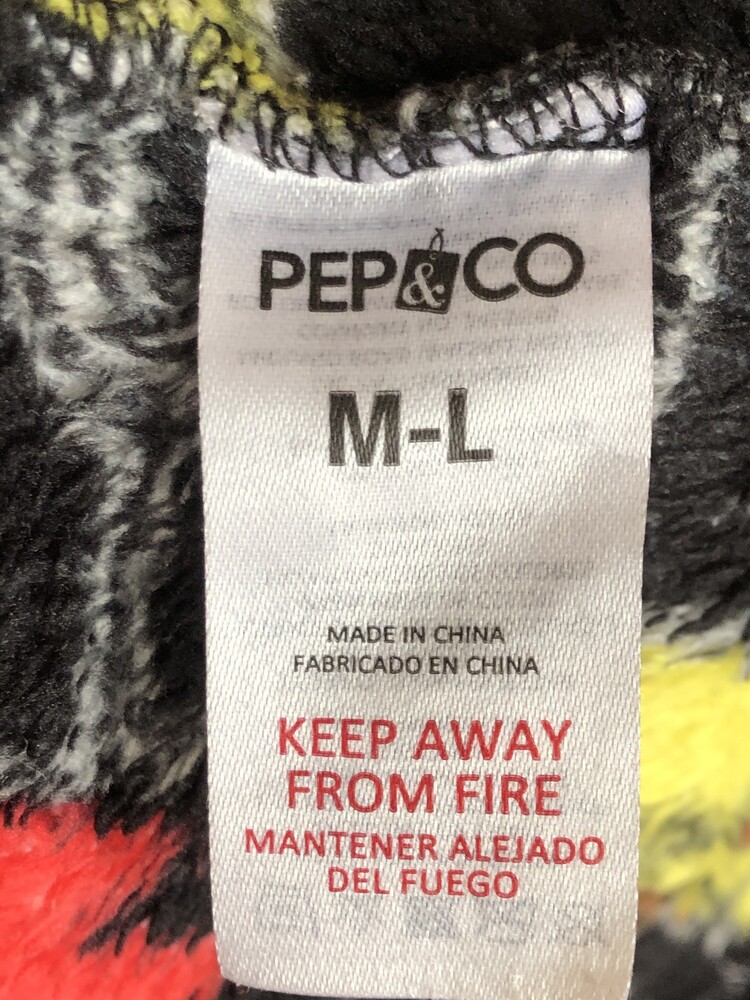 PEP&CO
M-L
MADE IN CHINA
FABRICADO EN CHINA
KEEP AWAY
FROM FIRE
MANTENER ALEJADO
DEL FUEGO